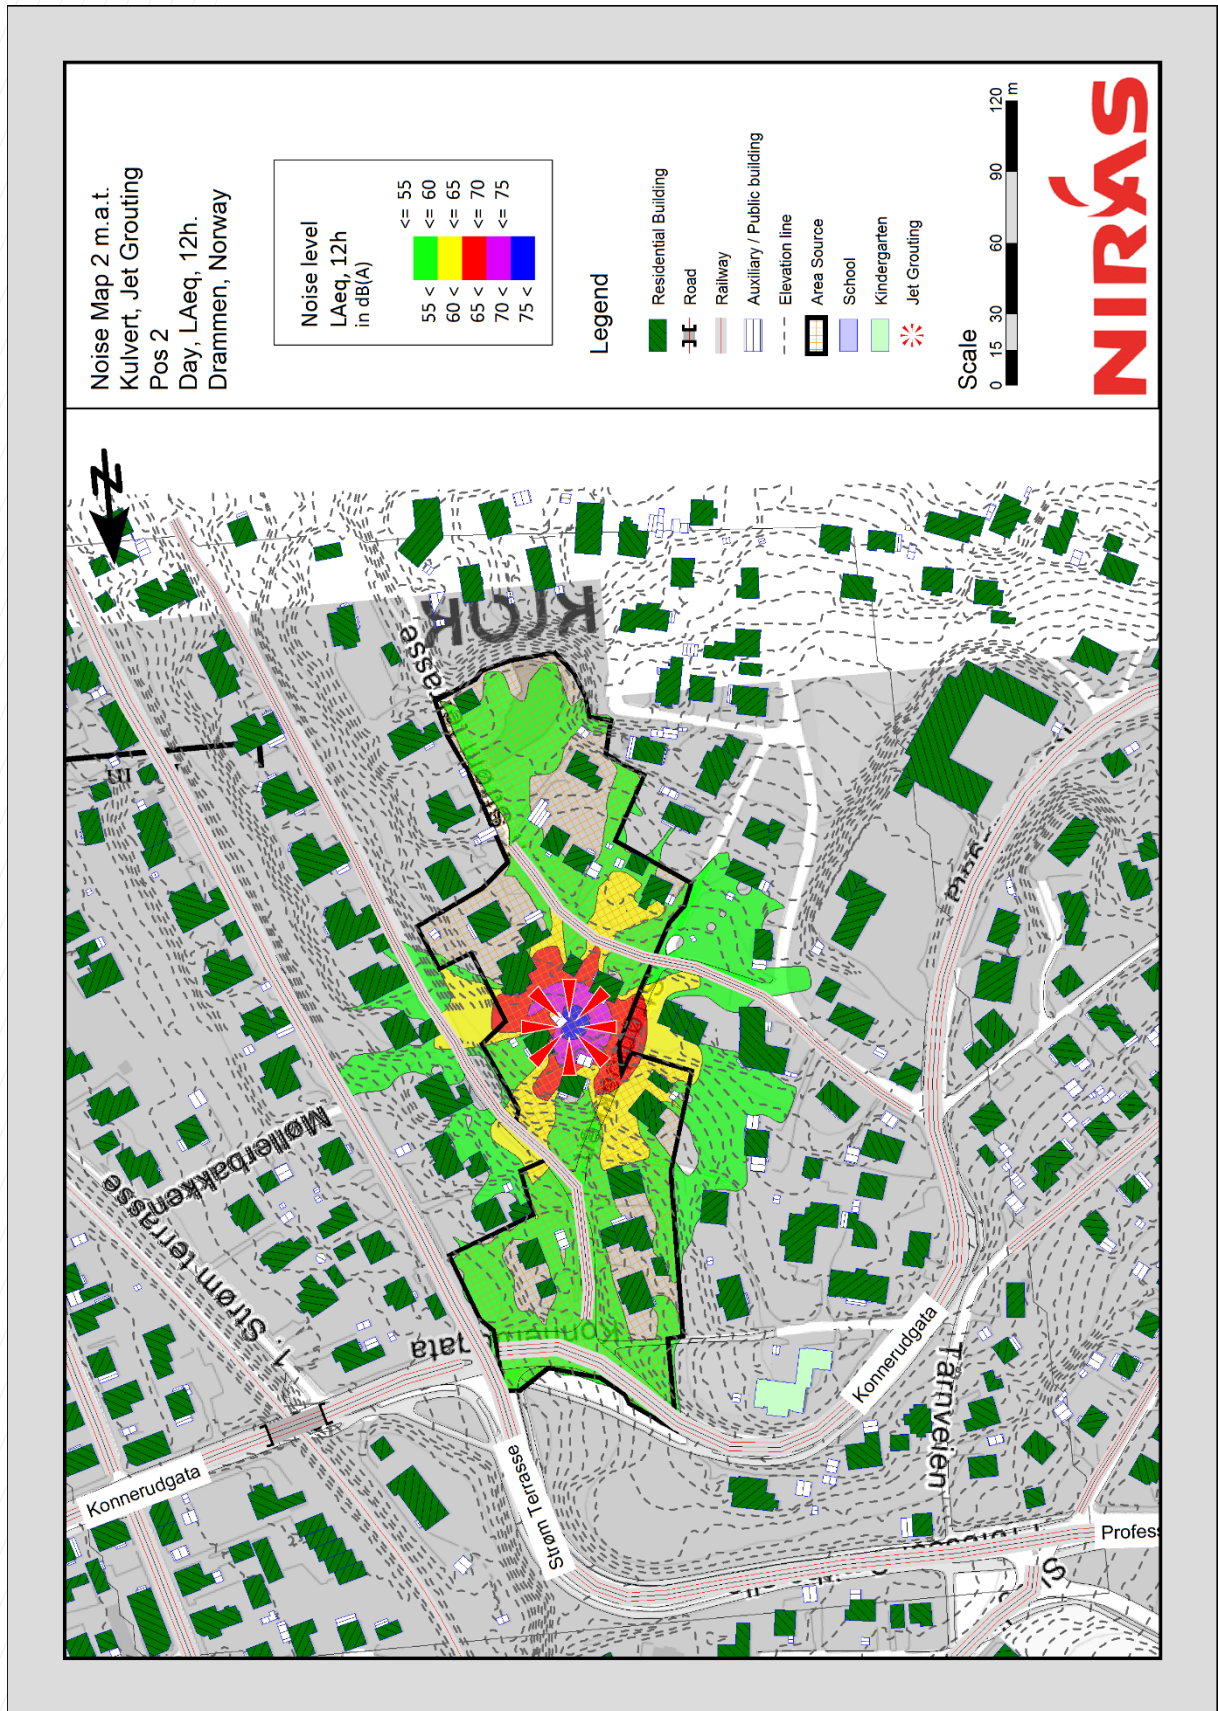 Noise Map 2 m.a.t.
Kulvert, Jet Grouting
Pos 2
Day, LAeq, 12h.
Drammen, Norway
Noise level
LAeq, 12h
in dB(A)
<= 55
55 < <= 60
60 < <= 65
65 < <= 70
70 < <= 75
75 <
Legend
Residential Building
Road
Railway
Auxiliary / Public building
Elevation line
Area Source
School
Kindergarten
Jet Grouting
Scale
0 15 30 60 90 120
m
NIRAS
N
Møllerbakken
1. Strøm terrasse
Konnerudgata
Strøm Terrasse
Konnerudgata
Tårnveien
Profess